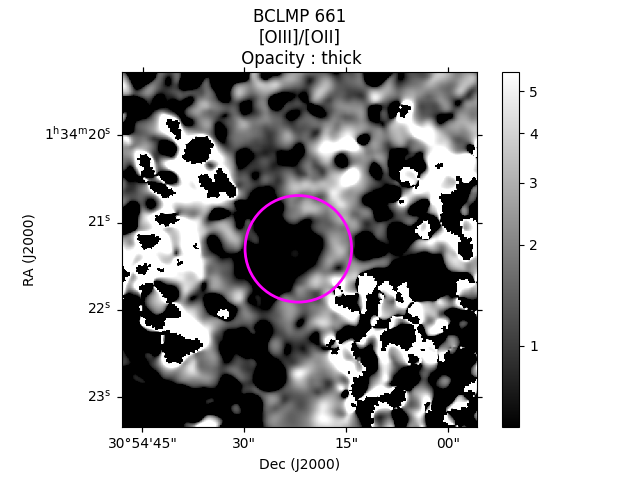 BCLMP 661
[OIII]/[OII]
Opacity : thick
1ʰ34ᵐ20ˢ
21ˢ
22ˢ
23ˢ
RA (J2000)
30°54'45" 30" 15" 00"
Dec (J2000)
5
4
3
2
1